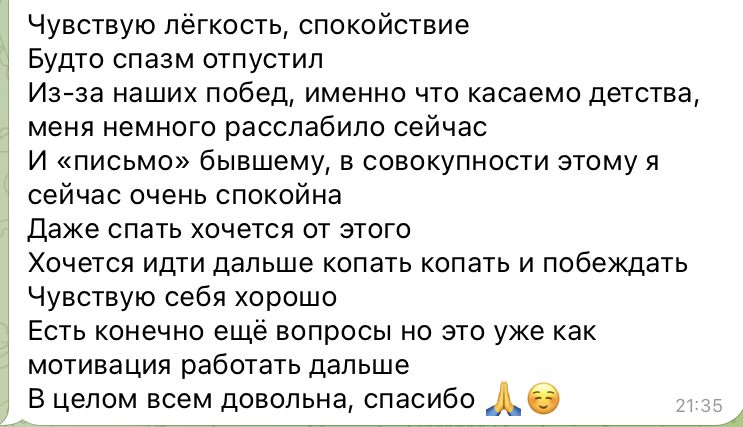 Чувствую лёгкость, спокойствие
Будто спазм отпустил
Из-за наших побед, именно что касаемо детства,
меня немного расслабило сейчас
И «письмо» бывшему, в совокупности этому я
сейчас очень спокойна
Даже спать хочется от этого
Хочется идти дальше копать копать и побеждать
Чувствую себя хорошо
Есть конечно ещё вопросы но это уже как
мотивация работать дальше
В целом всем довольна, спасибо 🙏☺️
21:35